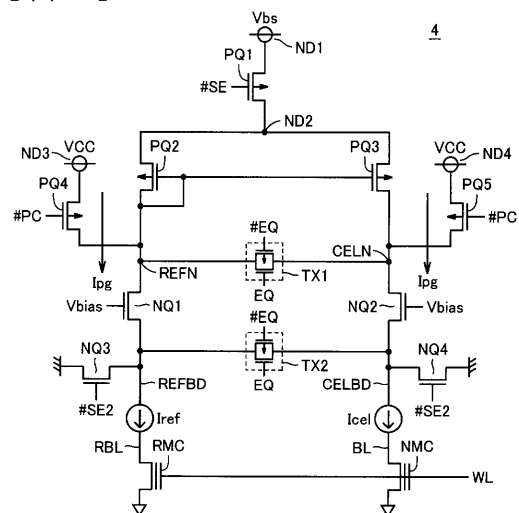 Vbs
4
ND1
PQ1
#SE
ND2
VCC
ND3
PQ2
PQ3
VCC
ND4
PQ4
PQ5
#PC
#PC
#EQ
CELN
Ipg
REFN
EQ
TX1
Ipg
Vbias
NQ1
NQ2
Vbias
#EQ
NQ3
NQ4
REFBD
EQ
TX2
CELBD
#SE2
#SE2
Iref
Icel
RBL
RMC
BL
NMC
WL